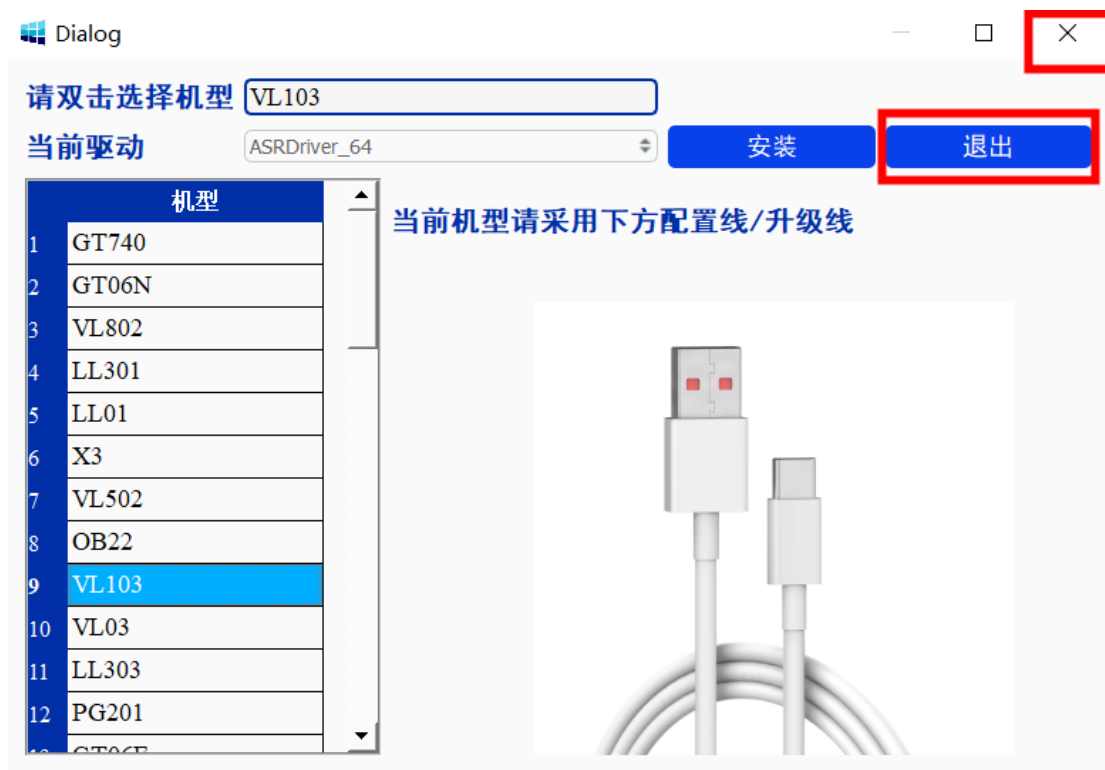 Dialog
请双击选择机型 VL103
当前驱动 ASRDriver_64 安装 退出
机型
当前机型请采用下方配置线/升级线
1 GT740
2 GT06N
3 VL802
4 LL301
5 LL01
6 X3
7 VL502
8 OB22
9 VL103
10 VL03
11 LL303
12 PG201